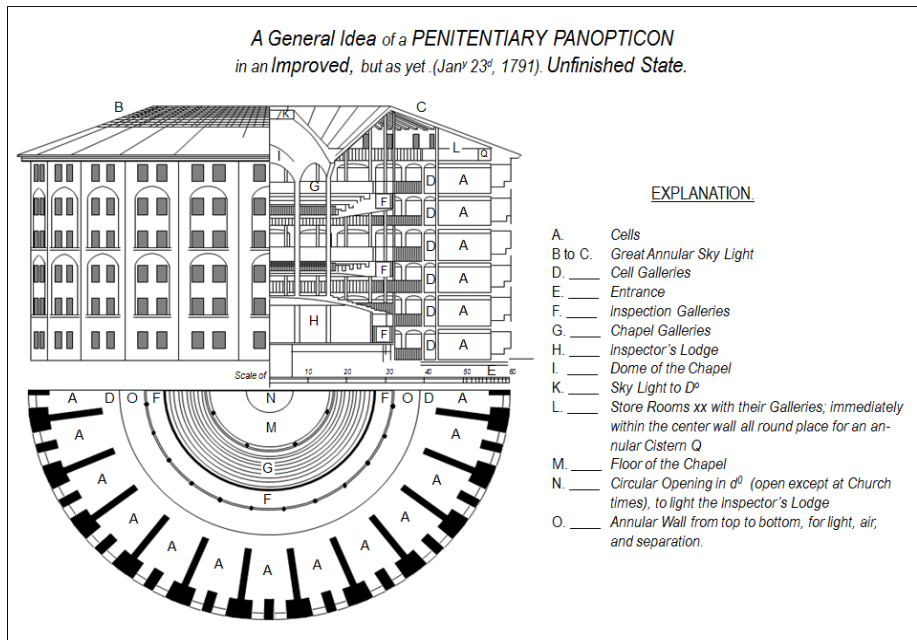 A General Idea of a PENITENTIARY PANOPTICON
in an Improved, but as yet .(Janʸ 23ᵈ, 1791). Unfinished State.
B C
K
I L Q
G D A
F D A
D A
F D A
D A
H F D A
Scale of 10 20 30 40 50 60
E
A D O F N F O D A
M
A A
G
A F A
A A
A A A A
EXPLANATION.
A. Cells
B to C. Great Annular Sky Light
D. ____ Cell Galleries
E. ____ Entrance
F. ____ Inspection Galleries
G. ____ Chapel Galleries
H. ____ Inspector's Lodge
I. ____ Dome of the Chapel
K. ____ Sky Light to Dº
L. ____ Store Rooms xx with their Galleries; immediately
within the center wall all round place for an an-
nular Cistern Q
M. ____ Floor of the Chapel
N. ____ Circular Opening in d⁰ (open except at Church
times), to light the Inspector's Lodge
O. ____ Annular Wall from top to bottom, for light, air,
and separation.